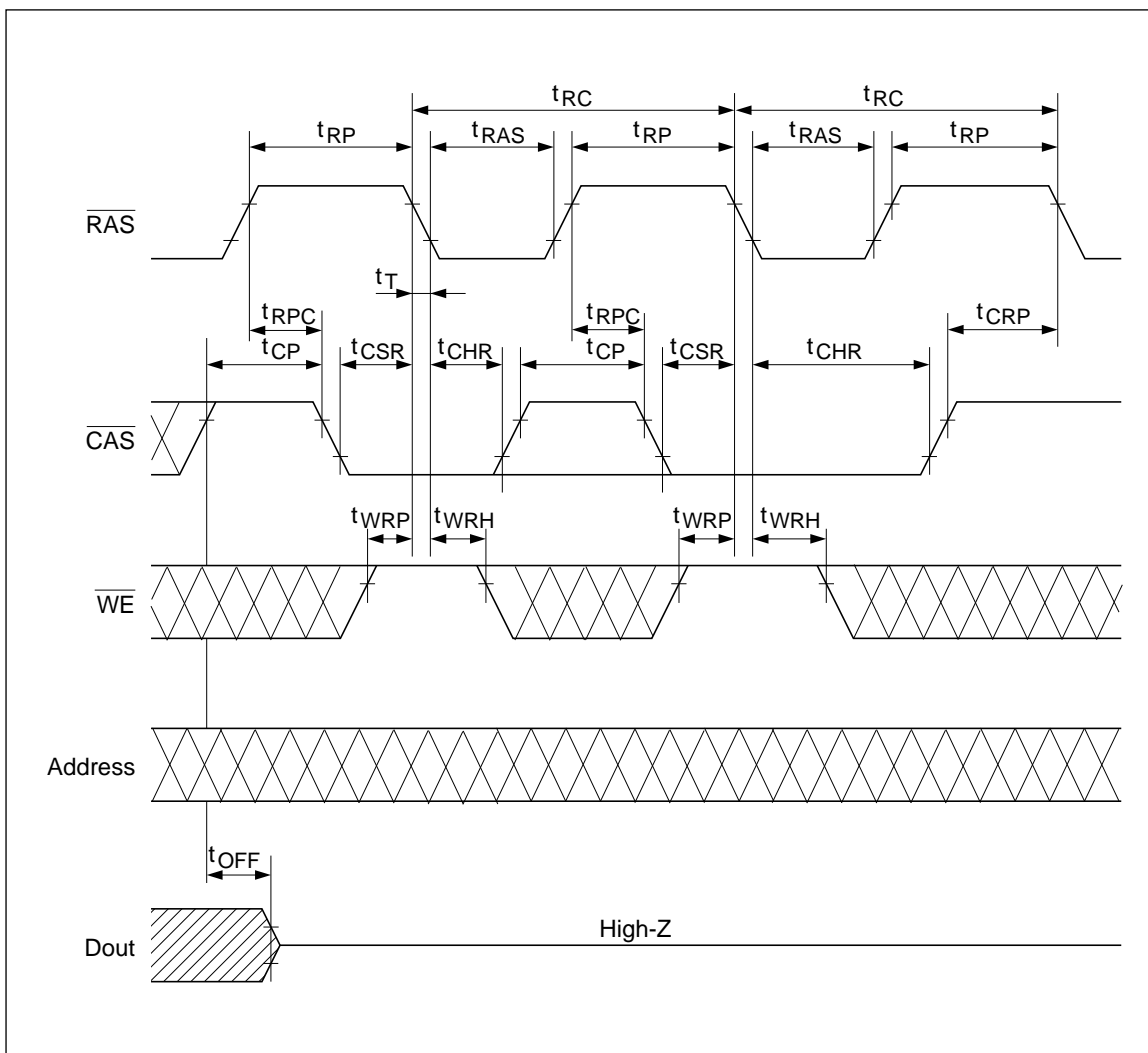 tRC tRC
tRP tRAS tRP tRAS tRP
RAS
tT
tRPC tRPC tCRP
tCP tCSR tCHR tCP tCSR tCHR
CAS
tWRP tWRH tWRP tWRH
WE
Address
tOFF
High-Z
Dout